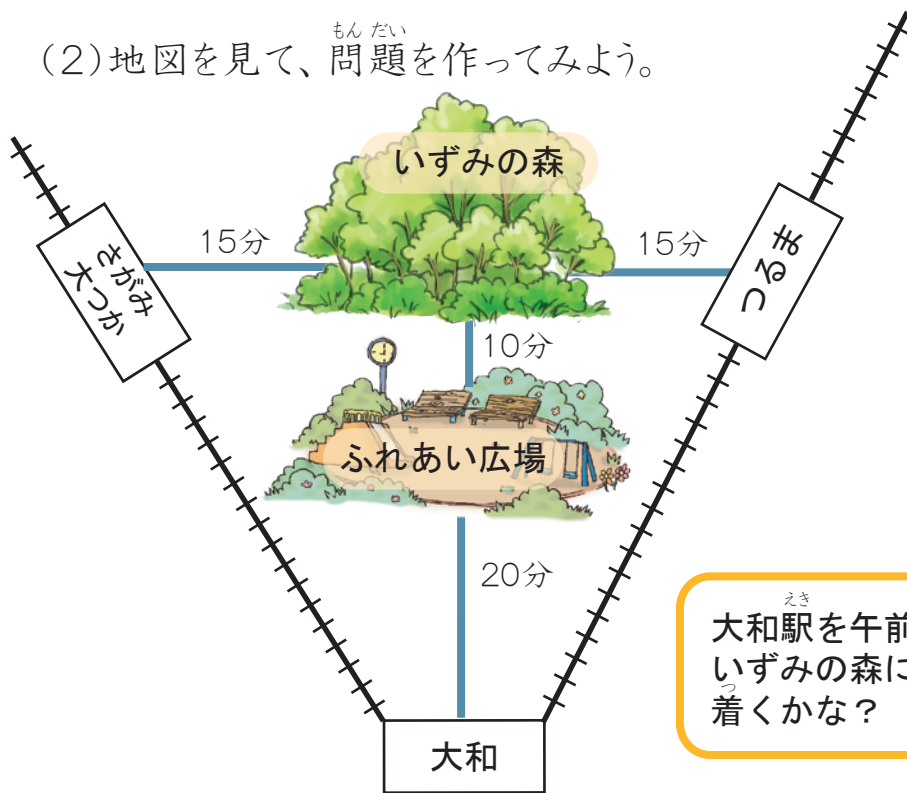 (2)地図を見て、問題を作ってみよう。
もんだい
いずみの森
15分
15分
さがみ
大つか
つるま
10分
ふれあい広場
20分
えき
大和駅を午前
いずみの森に
つ
着くかな?
大和